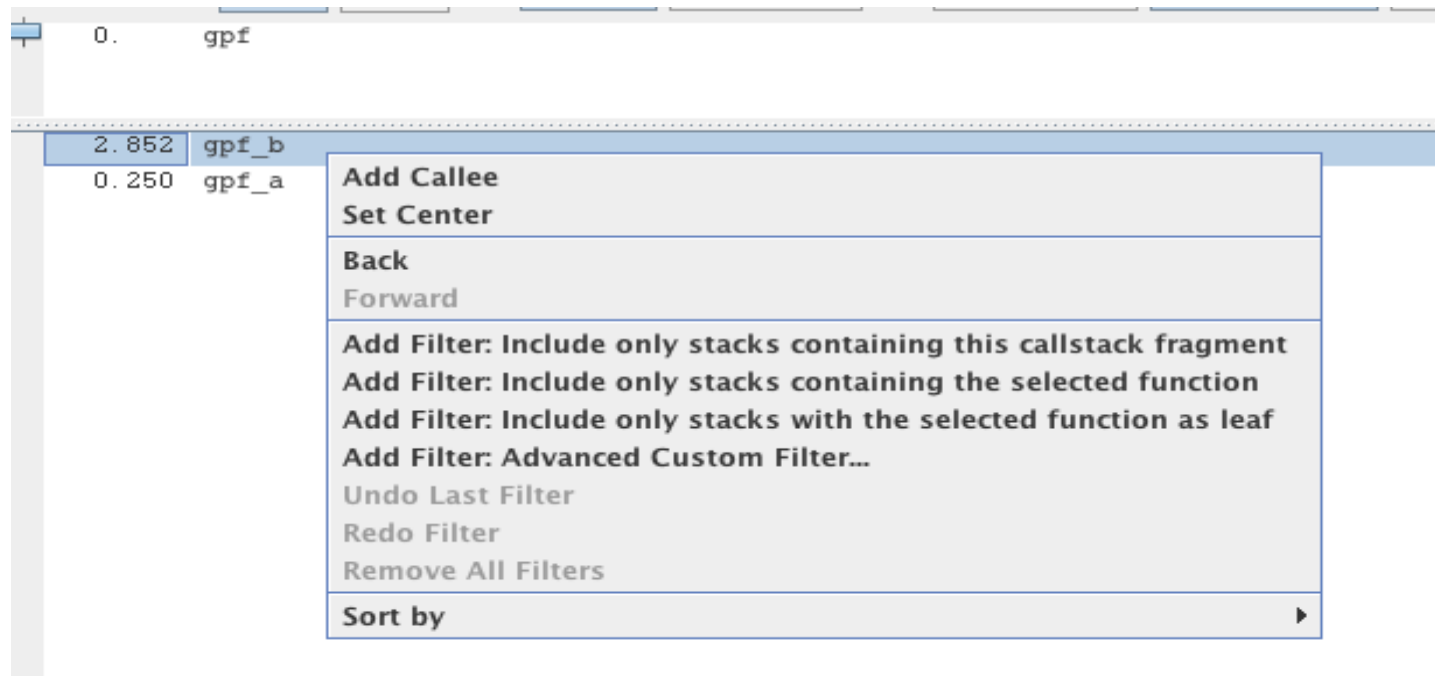 0. gpf
2.852 gpf_b
0.250 gpf_a
Add Callee
Set Center
Back
Forward
Add Filter: Include only stacks containing this callstack fragment
Add Filter: Include only stacks containing the selected function
Add Filter: Include only stacks with the selected function as leaf
Add Filter: Advanced Custom Filter...
Undo Last Filter
Redo Filter
Remove All Filters
Sort by